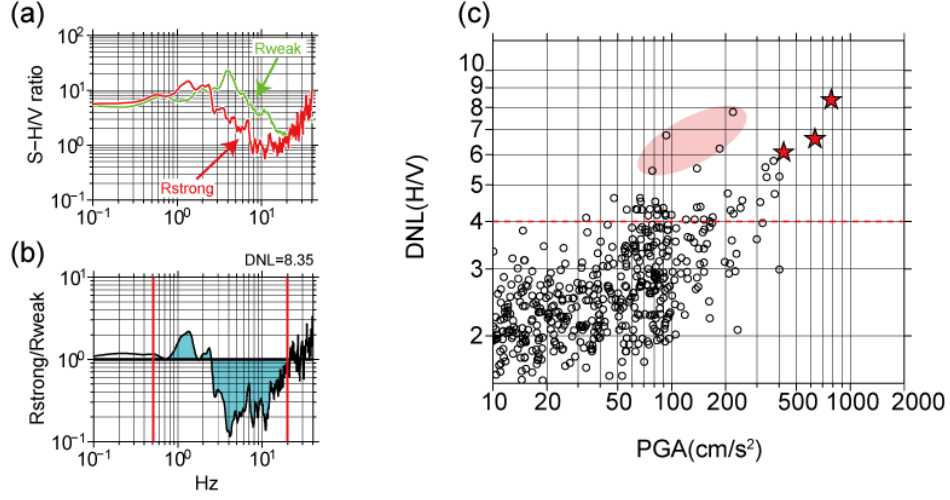 (a)
10²
10¹
10⁰
10⁻¹
S-H/V ratio
Rweak
Rstrong
10⁻¹
10⁰
10¹
(b)
DNL=8.35
10¹
10⁰
10⁻¹
Rstrong/Rweak
10⁻¹
10⁰
10¹
Hz
(c)
10
9
8
7
6
5
4
3
2
DNL(H/V)
10
20
50
100
200
500
1000
2000
PGA(cm/s²)